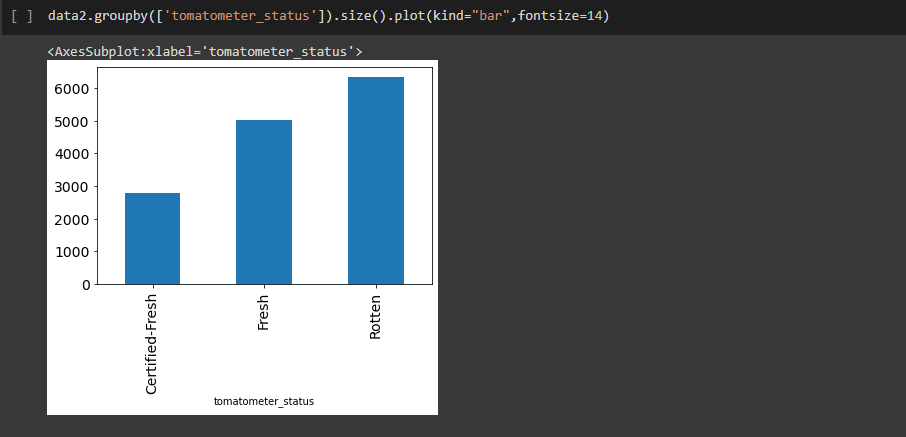 [ ] data2.groupby(['tomatometer_status']).size().plot(kind="bar",fontsize=14)
<AxesSubplot:xlabel='tomatometer_status'>
6000
5000
4000
3000
2000
1000
0
Certified-Fresh
Fresh
Rotten
tomatometer_status